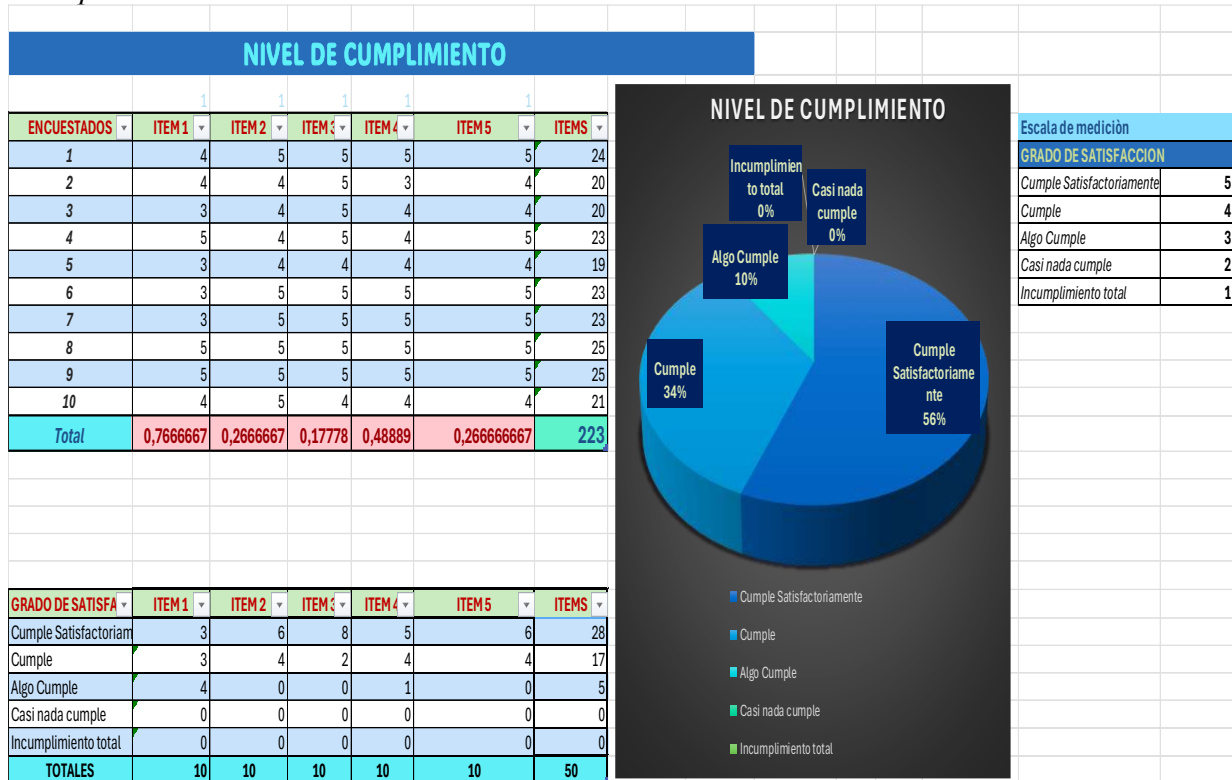 NIVEL DE CUMPLIMIENTO
1 1 1 1 1
ENCUESTADOS ITEM 1 ITEM 2 ITEM 3 ITEM 4 ITEM 5 ITEMS
1 4 5 5 5 5 24
2 4 4 5 3 4 20
3 3 4 5 4 4 20
4 5 4 5 4 5 23
5 3 4 4 4 4 19
6 3 5 5 5 5 23
7 3 5 5 5 5 23
8 5 5 5 5 5 25
9 5 5 5 5 5 25
10 4 5 4 4 4 21
Total 0,7666667 0,2666667 0,17778 0,48889 0,266666667 223
GRADO DE SATISFA ITEM 1 ITEM 2 ITEM 3 ITEM 4 ITEM 5 ITEMS
Cumple Satisfactoriam 3 6 8 5 6 28
Cumple 3 4 2 4 4 17
Algo Cumple 4 0 0 1 0 5
Casi nada cumple 0 0 0 0 0 0
Incumplimiento total 0 0 0 0 0 0
TOTALES 10 10 10 10 10 50
NIVEL DE CUMPLIMIENTO
Incumplimien
to total
0%
Casi nada
cumple
0%
Algo Cumple
10%
Cumple
34%
Cumple
Satisfactoriame
nte
56%
Cumple Satisfactoriamente
Cumple
Algo Cumple
Casi nada cumple
Incumplimiento total
Escala de mediciòn
GRADO DE SATISFACCION
Cumple Satisfactoriamente 5
Cumple 4
Algo Cumple 3
Casi nada cumple 2
Incumplimiento total 1